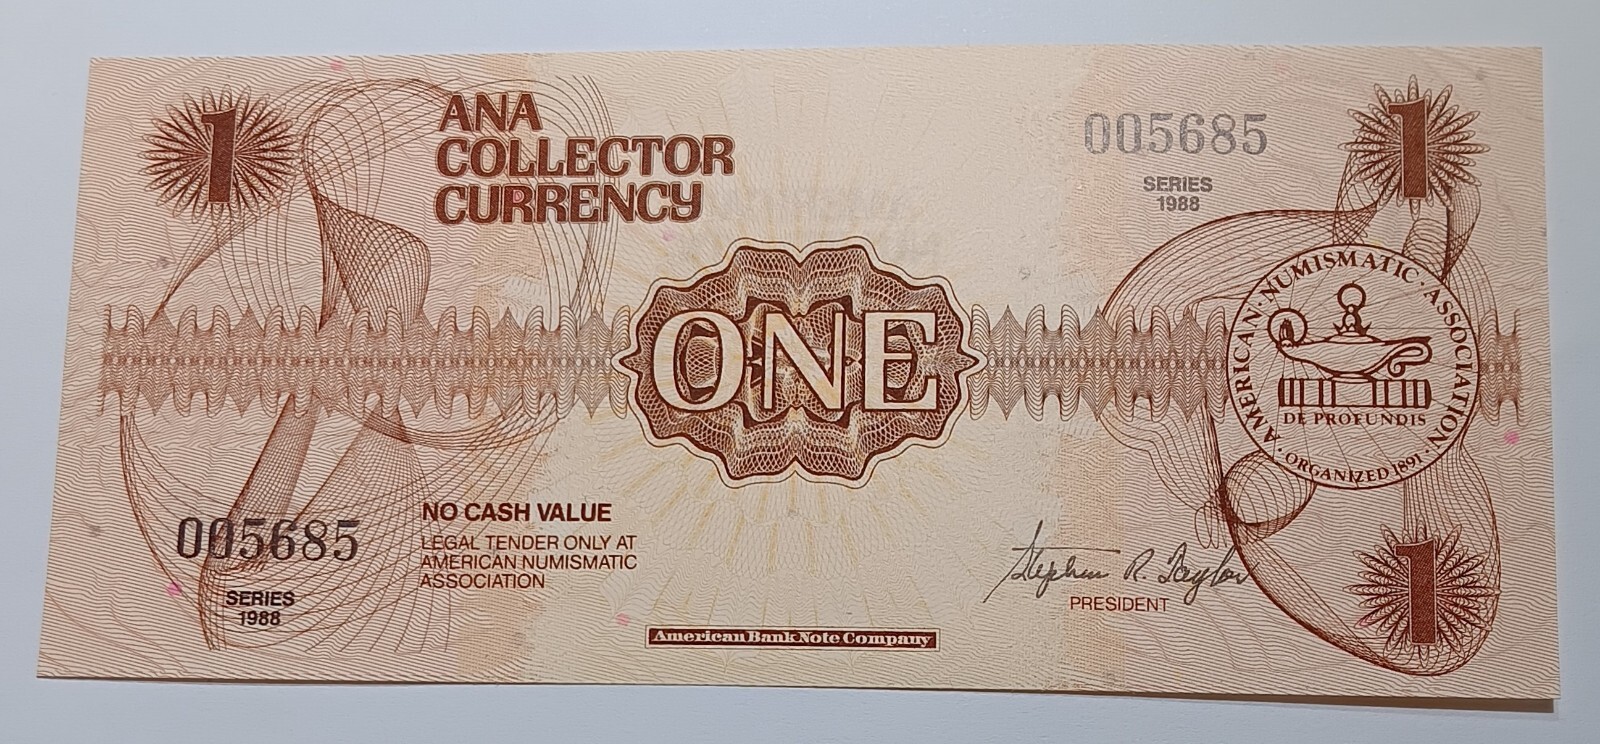 1
ANA
COLLECTOR
CURRENCY
005685
SERIES
1988
1
ONE
AMERICAN · NUMISMATIC · ASSOCIATION
DE PROFUNDIS
· ORGANIZED 1891 ·
005685
SERIES
1988
NO CASH VALUE
LEGAL TENDER ONLY AT
AMERICAN NUMISMATIC
ASSOCIATION
Stephen R. Taylor
PRESIDENT
American Bank Note Company
1